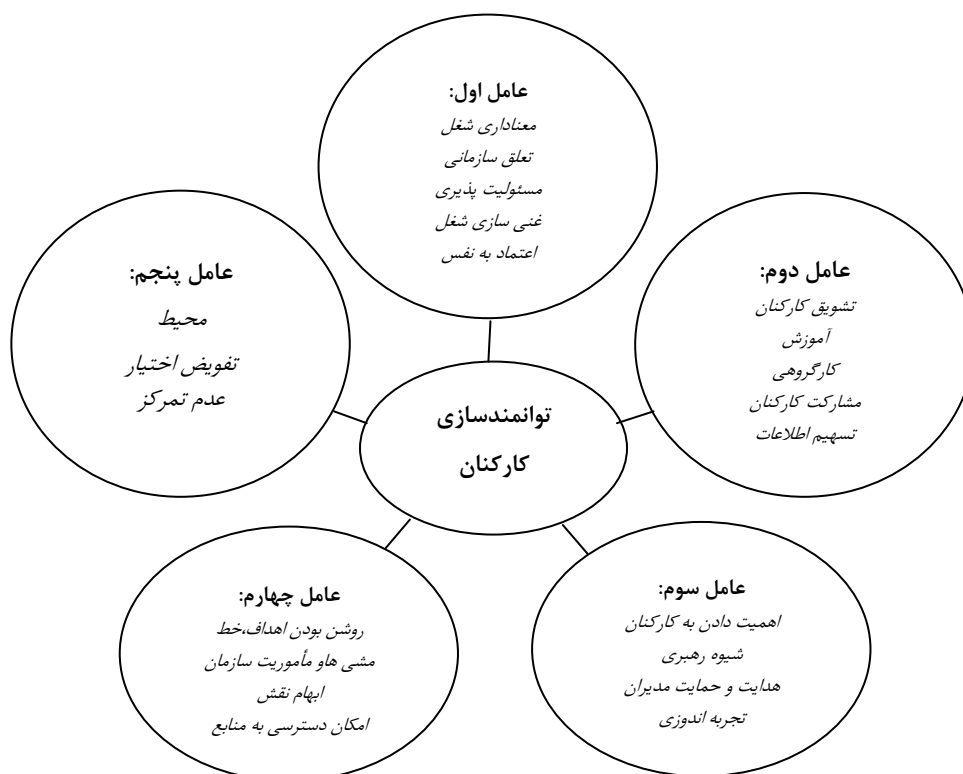 عامل اول:
معناداری شغل
تعلق سازمانی
مسئولیت پذیری
غنی سازی شغل
اعتماد به نفس
عامل دوم:
تشویق کارکنان
آموزش
کارگروهی
مشارکت کارکنان
تسهیم اطلاعات
عامل سوم:
اهمیت دادن به کارکنان
شیوه رهبری
هدایت و حمایت مدیران
تجربه اندوزی
عامل چهارم:
روشن بودن اهداف،خط
مشی هاو مأموریت سازمان
ابهام نقش
امکان دسترسی به منابع
عامل پنجم:
محیط
تفویض اختیار
عدم تمرکز
توانمندسازی
کارکنان